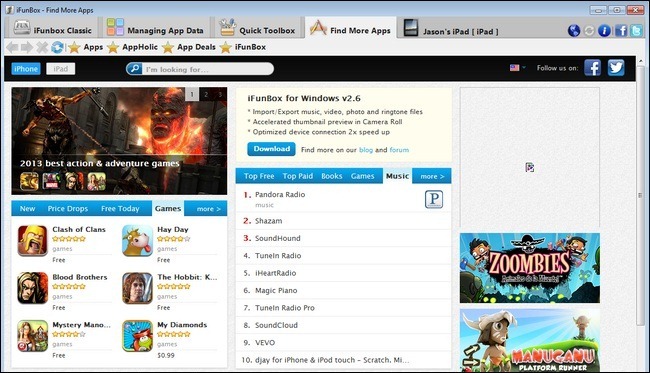 iFunBox - Find More Apps
iFunbox Classic
Managing App Data
Quick Toolbox
Find More Apps
Jason's iPad [ iPad ]
Apps
AppHolic
App Deals
iFunBox
iPhone
iPad
I'm looking for...
Follow us on:
1 2 3
2013 best action & adventure games
New Price Drops Free Today Games more >
Clash of Clans
games
Free
Hay Day
games
Free
Blood Brothers
games
Free
The Hobbit: K...
games
Free
Mystery Mano...
games
Free
My Diamonds
games
$0.99
iFunBox for Windows v2.6
* Import/Export music, video, photo and ringtone files
* Accelerated thumbnail preview in Camera Roll
* Optimized device connection 2x speed up
Download
Find more on our blog and forum
Top Free Top Paid Books Games Music more >
1. Pandora Radio
music
P
2. Shazam
3. SoundHound
4. TuneIn Radio
5. iHeartRadio
6. Magic Piano
7. TuneIn Radio Pro
8. SoundCloud
9. VEVO
10. djay for iPhone & iPod touch - Scratch, Mi...
ZOOMBIES
Animales de la Muerte!
MANUGANU
PLATFORM RUNNER